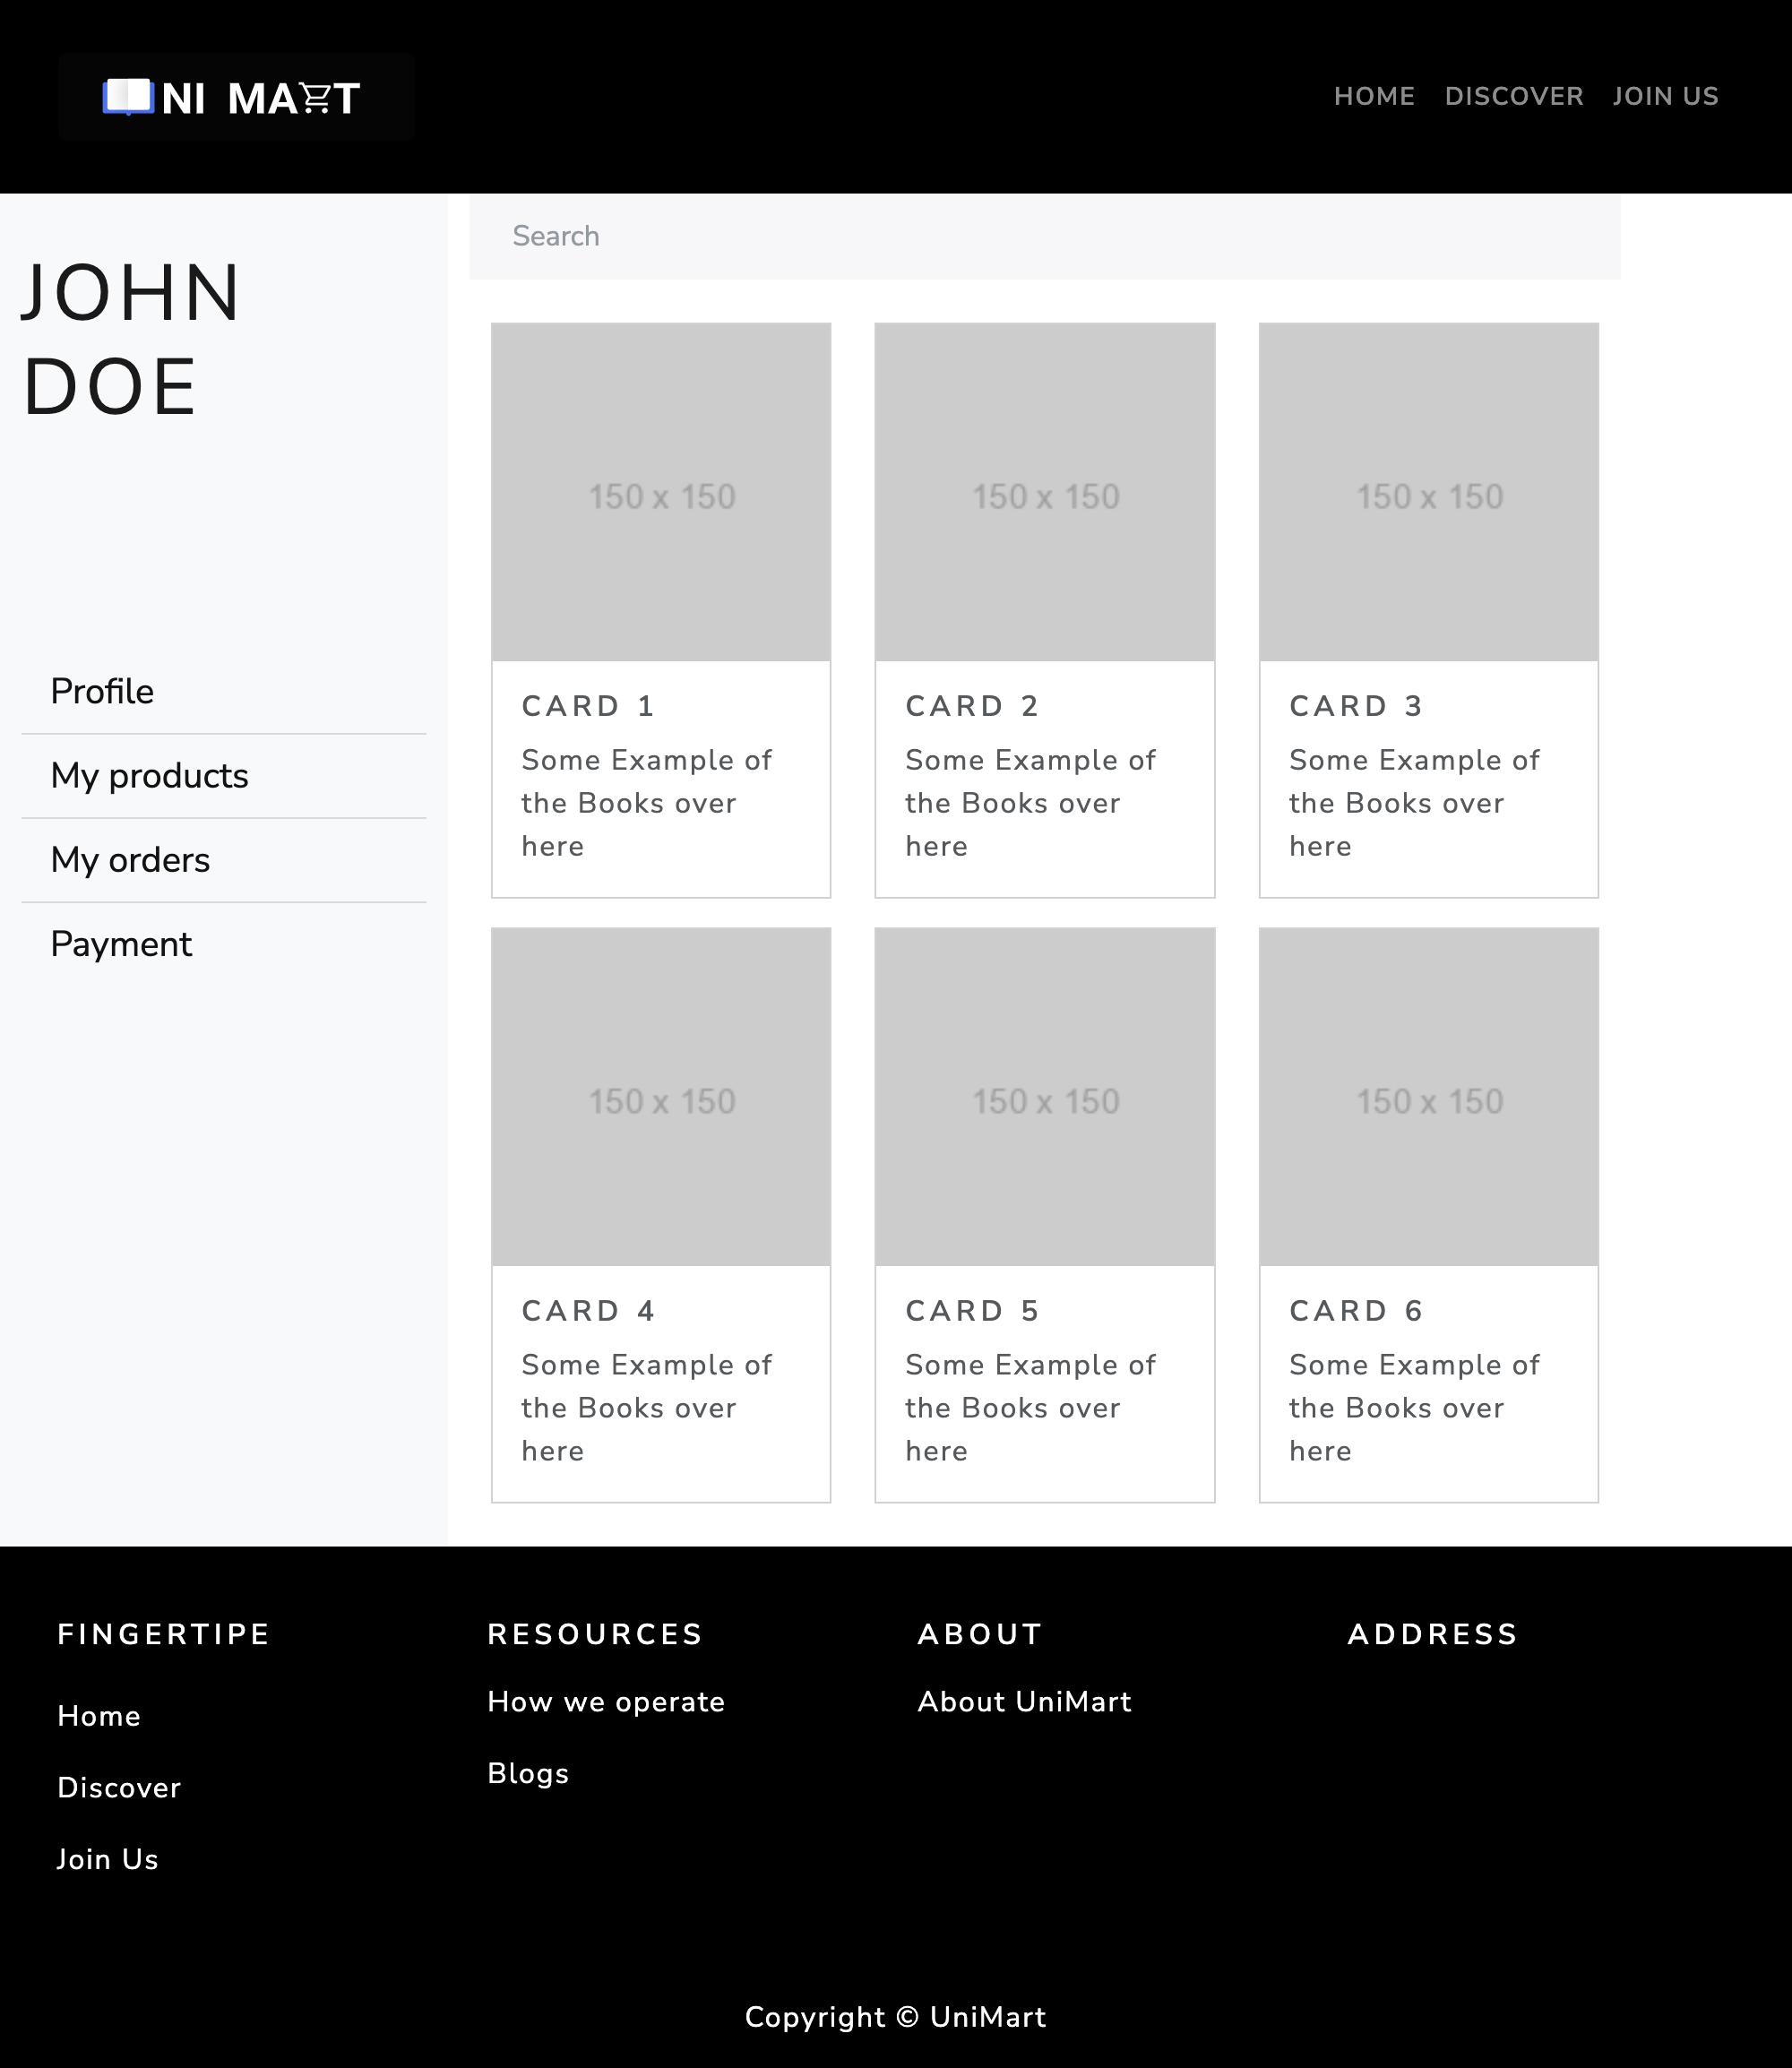 NI MART
HOME DISCOVER JOIN US
JOHN
DOE
Profile
My products
My orders
Payment
Search
150 x 150
CARD 1
Some Example of
the Books over
here
150 x 150
CARD 2
Some Example of
the Books over
here
150 x 150
CARD 3
Some Example of
the Books over
here
150 x 150
CARD 4
Some Example of
the Books over
here
150 x 150
CARD 5
Some Example of
the Books over
here
150 x 150
CARD 6
Some Example of
the Books over
here
FINGERTIPE
Home
Discover
Join Us
RESOURCES
How we operate
Blogs
ABOUT
About UniMart
ADDRESS
Copyright © UniMart